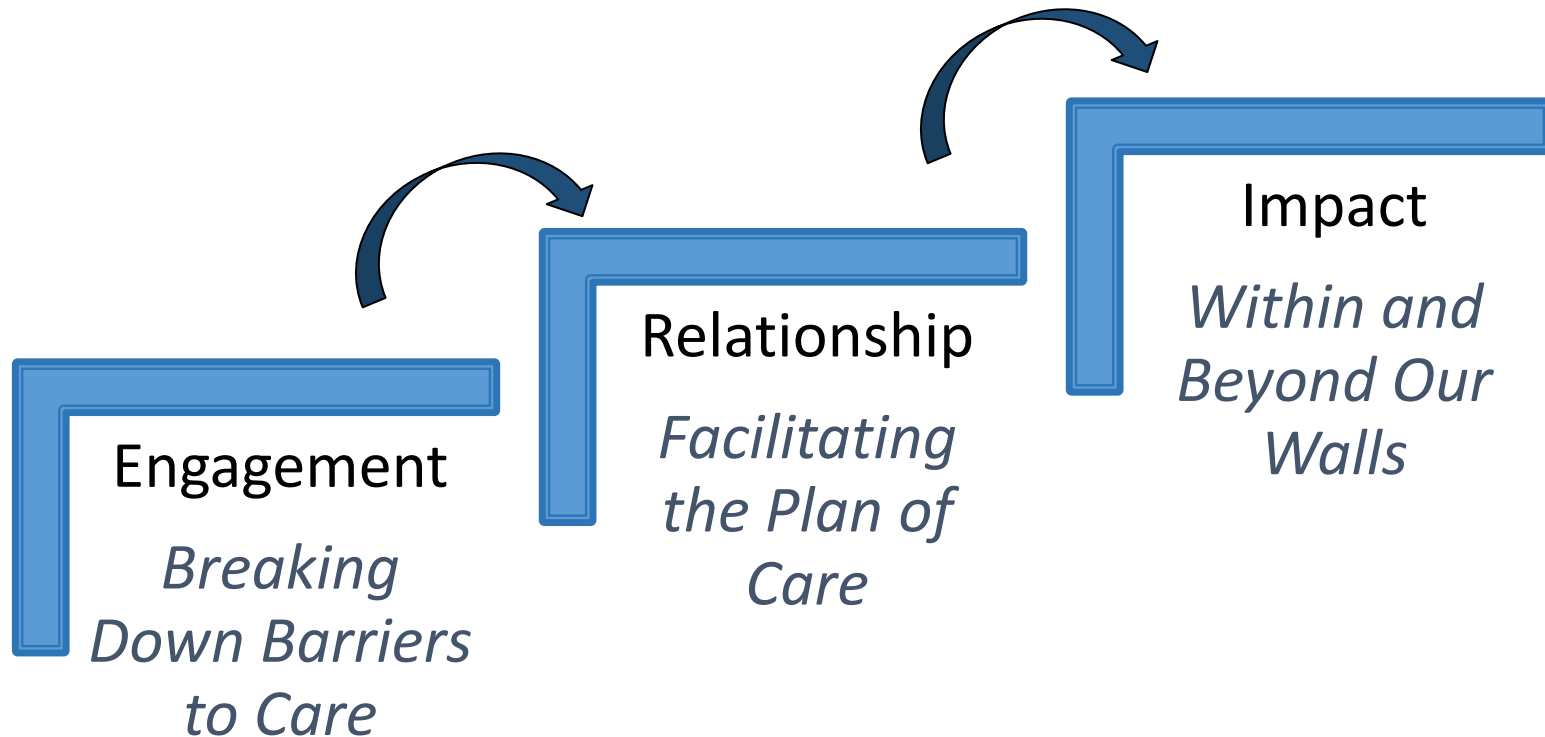 Engagement
Breaking
Down Barriers
to Care
Relationship
Facilitating
the Plan of
Care
Impact
Within and
Beyond Our
Walls